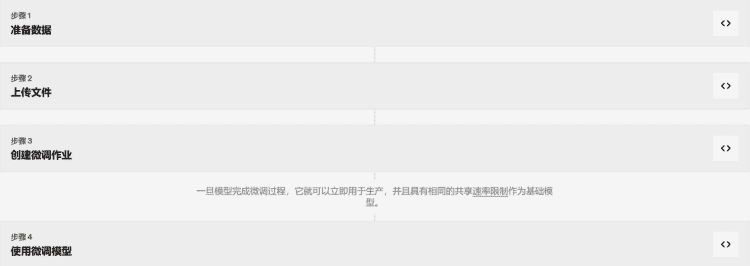 步骤 1
准备数据
步骤 2
上传文件
步骤 3
创建微调作业
一旦模型完成微调过程，它就可以立即用于生产，并且具有相同的共享速率限制作为基础模
型。
步骤 4
使用微调模型